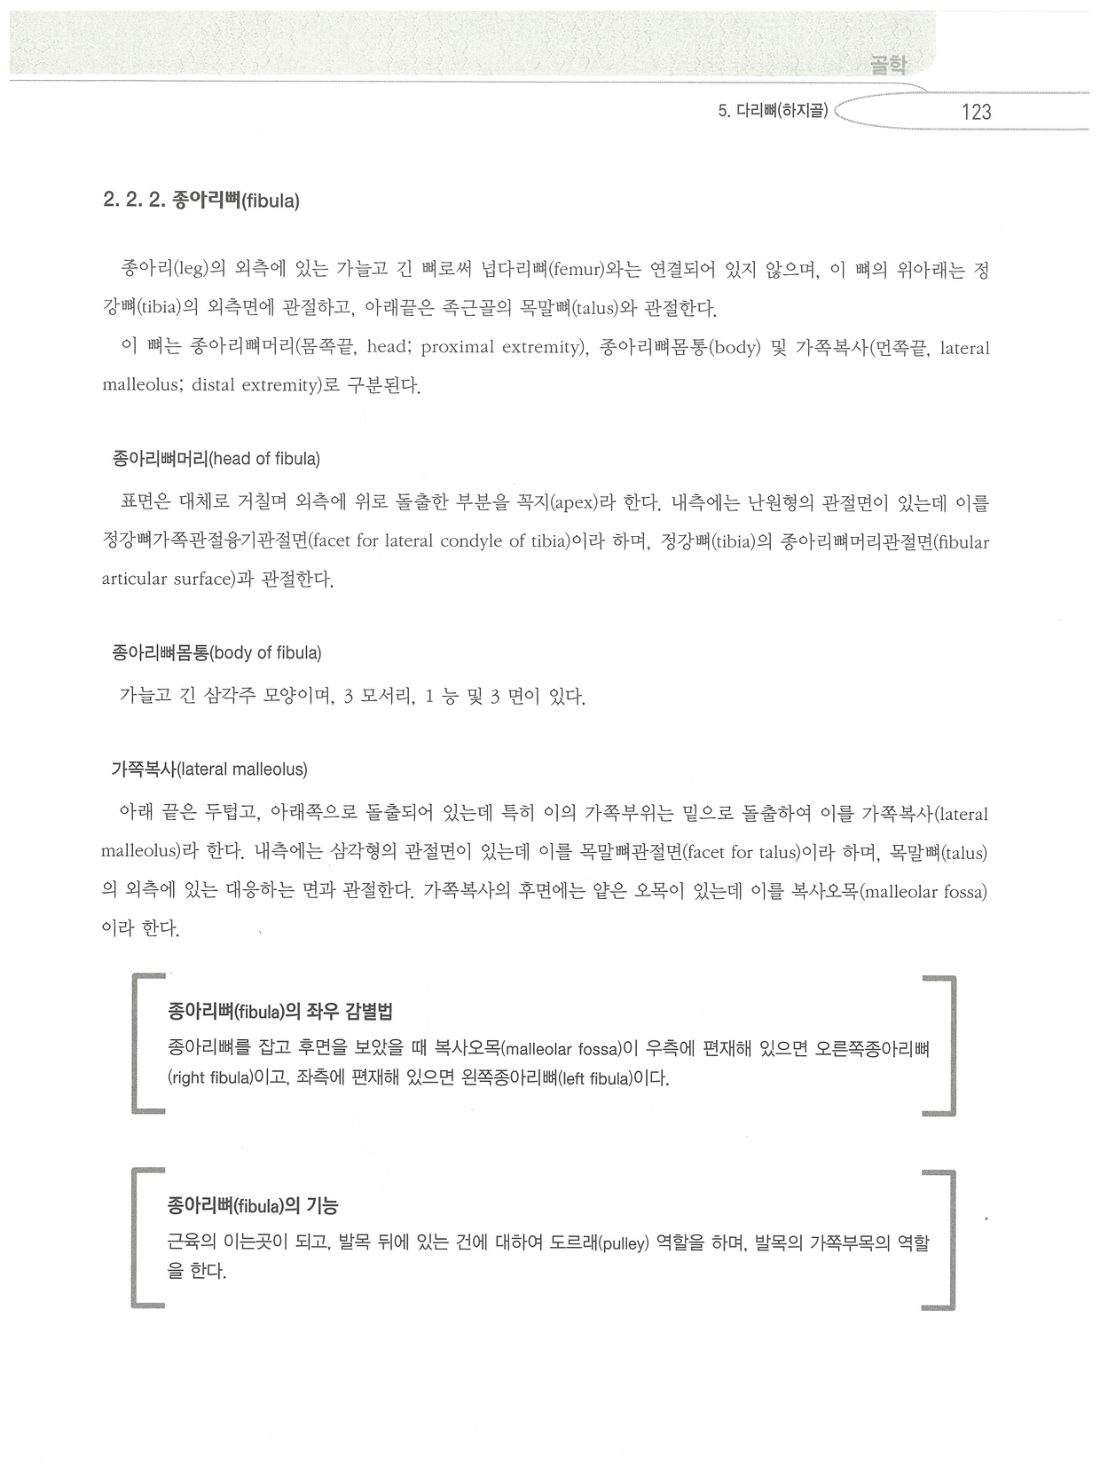 골학
5. 다리뼈(하지골)
123
2. 2. 2. 종아리뼈(fibula)
종아리(leg)의 외측에 있는 가늘고 긴 뼈로써 넙다리뼈(femur)와는 연결되어 있지 않으며, 이 뼈의 위아래는 정
강뼈(tibia)의 외측면에 관절하고, 아래끝은 족근골의 목말뼈(talus)와 관절한다.
이 뼈는 종아리뼈머리(몸쪽끝, head; proximal extremity), 종아리뼈몸통(body) 및 가쪽복사(먼쪽끝, lateral
malleolus; distal extremity)로 구분된다.
종아리뼈머리(head of fibula)
표면은 대체로 거칠며 외측에 위로 돌출한 부분을 꼭지(apex)라 한다. 내측에는 난원형의 관절면이 있는데 이를
정강뼈가쪽관절융기관절면(facet for lateral condyle of tibia)이라 하며, 정강뼈(tibia)의 종아리뼈머리관절면(fibular
articular surface)과 관절한다.
종아리뼈몸통(body of fibula)
가늘고 긴 삼각주 모양이며, 3 모서리, 1 능 및 3 면이 있다.
가쪽복사(lateral malleolus)
아래 끝은 두텁고, 아래쪽으로 돌출되어 있는데 특히 이의 가쪽부위는 밑으로 돌출하여 이를 가쪽복사(lateral
malleolus)라 한다. 내측에는 삼각형의 관절면이 있는데 이를 목말뼈관절면(facet for talus)이라 하며, 목말뼈(talus)
의 외측에 있는 대응하는 면과 관절한다. 가쪽복사의 후면에는 얕은 오목이 있는데 이를 복사오목(malleolar fossa)
이라 한다.
종아리뼈(fibula)의 좌우 감별법
종아리뼈를 잡고 후면을 보았을 때 복사오목(malleolar fossa)이 우측에 편재해 있으면 오른쪽종아리뼈
(right fibula)이고, 좌측에 편재해 있으면 왼쪽종아리뼈(left fibula)이다.
종아리뼈(fibula)의 기능
근육의 이는곳이 되고, 발목 뒤에 있는 건에 대하여 도르래(pulley) 역할을 하며, 발목의 가쪽부목의 역할
을 한다.